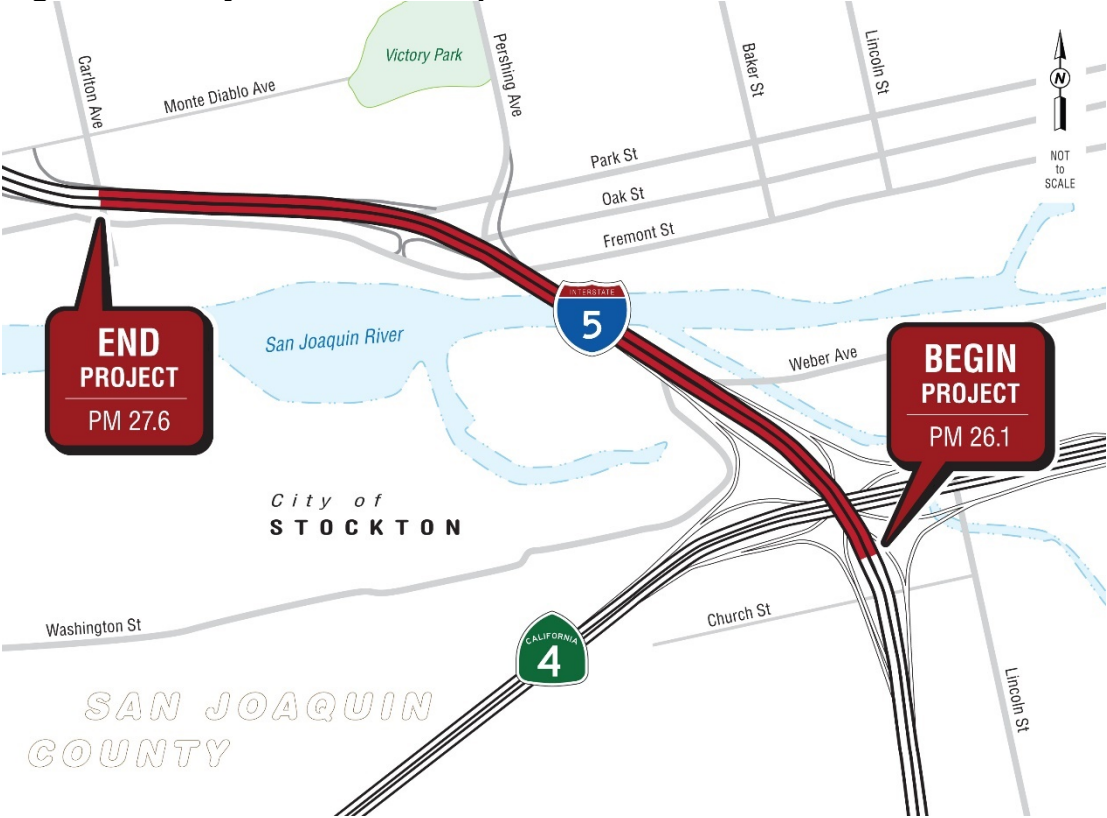 Carlton Ave
Monte Diablo Ave
Victory Park
Pershing Ave
Baker St
Lincoln St
N
NOT
to
SCALE
Park St
Oak St
Fremont St
INTERSTATE
5
San Joaquin River
END
PROJECT
PM 27.6
Weber Ave
BEGIN
PROJECT
PM 26.1
City of
STOCKTON
Church St
Washington St
CALIFORNIA
4
Lincoln St
SAN JOAQUIN
COUNTY